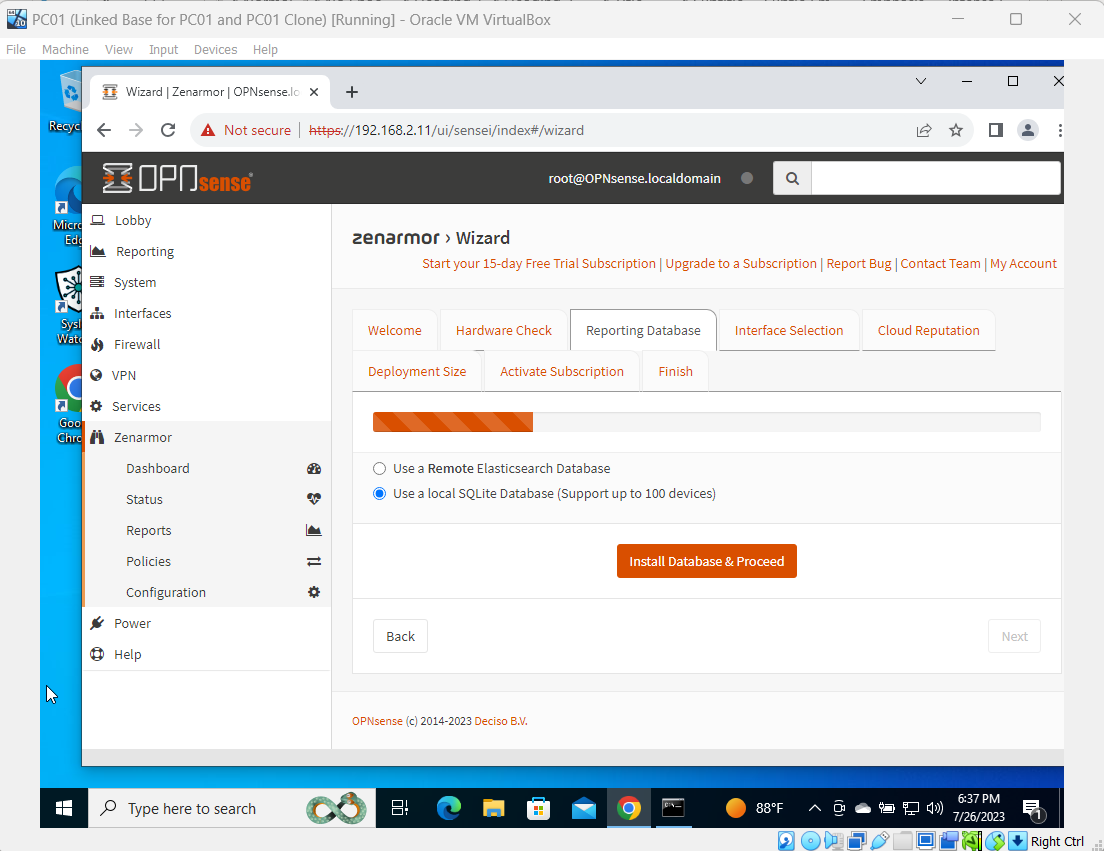 PC01 (Linked Base for PC01 and PC01 Clone) [Running] - Oracle VM VirtualBox
File Machine View Input Devices Help
Recyc
Micro
Edg
Sysl
Watc
Goo
Chro
Wizard | Zenarmor | OPNsense.lo
Not secure | https://192.168.2.11/ui/sensei/index#/wizard
OPNsense
root@OPNsense.localdomain
Lobby
Reporting
System
Interfaces
Firewall
VPN
Services
Zenarmor
Dashboard
Status
Reports
Policies
Configuration
Power
Help
zenarmor › Wizard
Start your 15-day Free Trial Subscription | Upgrade to a Subscription | Report Bug | Contact Team | My Account
Welcome Hardware Check Reporting Database Interface Selection Cloud Reputation
Deployment Size Activate Subscription Finish
Use a Remote Elasticsearch Database
Use a local SQLite Database (Support up to 100 devices)
Install Database & Proceed
Back Next
OPNsense (c) 2014-2023 Deciso B.V.
Type here to search
88°F
6:37 PM
7/26/2023
1
Right Ctrl